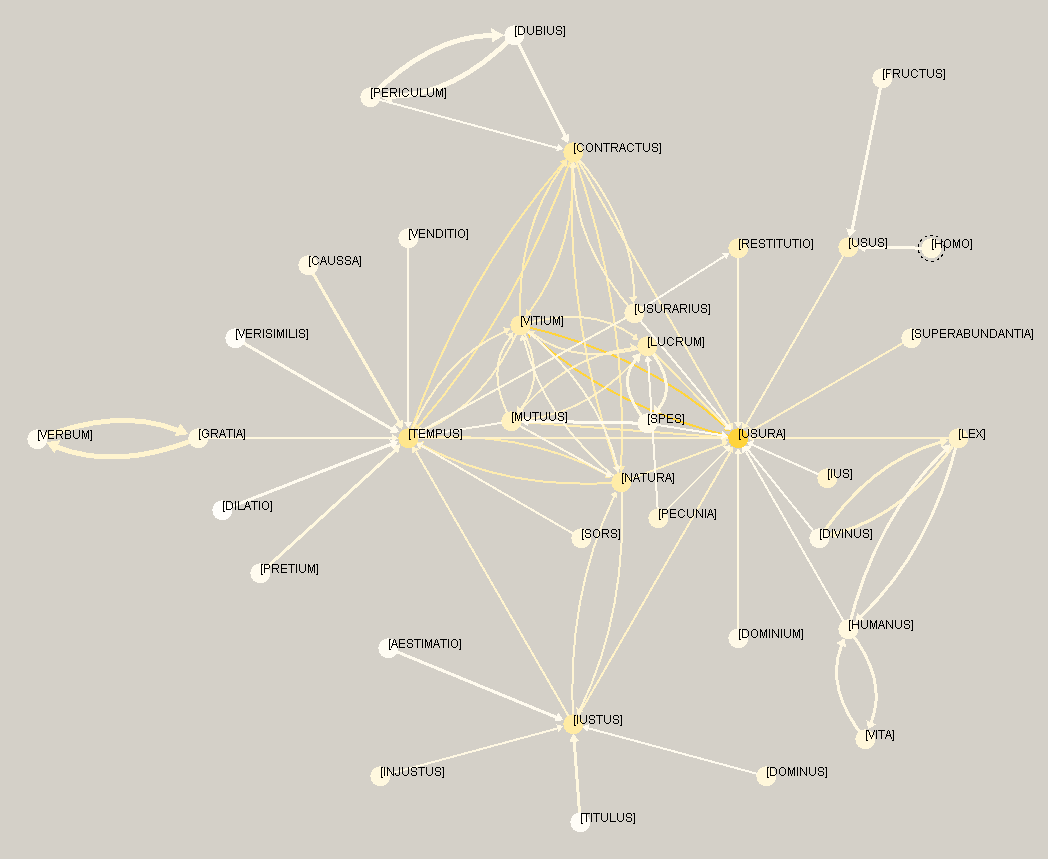 [DUBIUS]
[FRUCTUS]
[PERICULUM]
[CONTRACTUS]
[VENDITIO]
[RESTITUTIO]
[USUS]
[HOMO]
[CAUSSA]
[USURARIUS]
[VITIUM]
[VERISIMILIS]
[LUCRUM]
[SUPERABUNDANTIA]
[MUTUUS]
[SPES]
[VERBUM]
[GRATIA]
[TEMPUS]
[USURA]
[LEX]
[NATURA]
[IUS]
[DILATIO]
[PECUNIA]
[SORS]
[DIVINUS]
[PRETIUM]
[HUMANUS]
[DOMINIUM]
[AESTIMATIO]
[IUSTUS]
[VITA]
[INJUSTUS]
[DOMINUS]
[TITULUS]